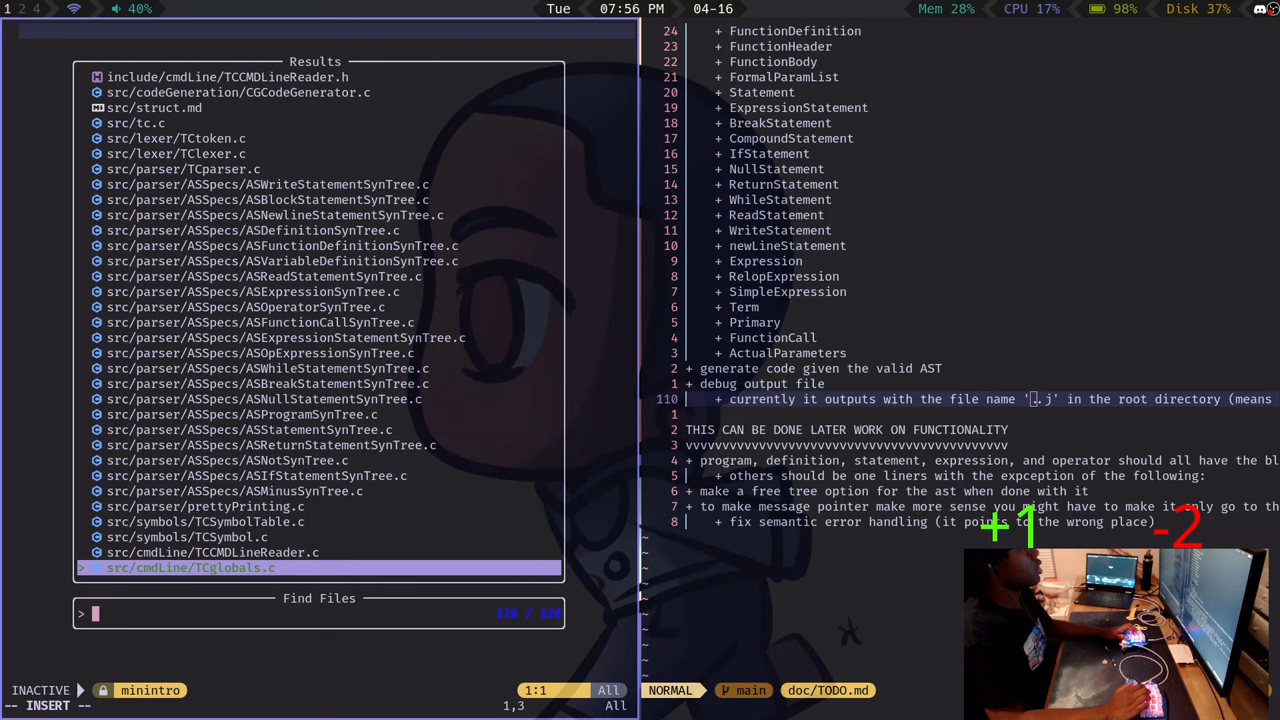 1 2 4 40% Tue 07:56 PM 04-16 Mem 28% CPU 17% 98% Disk 37%
Results
include/cmdLine/TCCMDLineReader.h
src/codeGeneration/CGCodeGenerator.c
src/struct.md
src/tc.c
src/lexer/TCtoken.c
src/lexer/TClexer.c
src/parser/TCparser.c
src/parser/ASSpecs/ASWriteStatementSynTree.c
src/parser/ASSpecs/ASBlockStatementSynTree.c
src/parser/ASSpecs/ASNewlineStatementSynTree.c
src/parser/ASSpecs/ASDefinitionSynTree.c
src/parser/ASSpecs/ASFunctionDefinitionSynTree.c
src/parser/ASSpecs/ASVariableDefinitionSynTree.c
src/parser/ASSpecs/ASReadStatementSynTree.c
src/parser/ASSpecs/ASExpressionSynTree.c
src/parser/ASSpecs/ASOperatorSynTree.c
src/parser/ASSpecs/ASFunctionCallSynTree.c
src/parser/ASSpecs/ASExpressionStatementSynTree.c
src/parser/ASSpecs/ASOpExpressionSynTree.c
src/parser/ASSpecs/ASWhileStatementSynTree.c
src/parser/ASSpecs/ASBreakStatementSynTree.c
src/parser/ASSpecs/ASNullStatementSynTree.c
src/parser/ASSpecs/ASProgramSynTree.c
src/parser/ASSpecs/ASStatementSynTree.c
src/parser/ASSpecs/ASReturnStatementSynTree.c
src/parser/ASSpecs/ASNotSynTree.c
src/parser/ASSpecs/ASIfStatementSynTree.c
src/parser/ASSpecs/ASMinusSynTree.c
src/parser/prettyPrinting.c
src/symbols/TCSymbolTable.c
src/symbols/TCSymbol.c
src/cmdLine/TCCMDLineReader.c
> src/cmdLine/TCglobals.c
Find Files
> 120 / 120
INACTIVE minintro 1:1 All
-- INSERT -- 1,3 All
24 + FunctionDefinition
23 + FunctionHeader
22 + FunctionBody
21 + FormalParamList
20 + Statement
19 + ExpressionStatement
18 + BreakStatement
17 + CompoundStatement
16 + IfStatement
15 + NullStatement
14 + ReturnStatement
13 + WhileStatement
12 + ReadStatement
11 + WriteStatement
10 + newLineStatement
9 + Expression
8 + RelopExpression
7 + SimpleExpression
6 + Term
5 + Primary
4 + FunctionCall
3 + ActualParameters
2 + generate code given the valid AST
1 + debug output file
110 + currently it outputs with the file name '..j' in the root directory (means
1
2 THIS CAN BE DONE LATER WORK ON FUNCTIONALITY
3 vvvvvvvvvvvvvvvvvvvvvvvvvvvvvvvvvvvvvvvvvvvv
4 + program, definition, statement, expression, and operator should all have the bl
5 + others should be one liners with the expception of the following:
6 + make a free tree option for the ast when done with it
7 + to make message pointer make more sense you might have to make it only go to th
8 + fix semantic error handling (it points to the wrong place)
~
~
~
~
~
~
~
~
~
~
+1 -2
NORMAL main doc/TODO.md